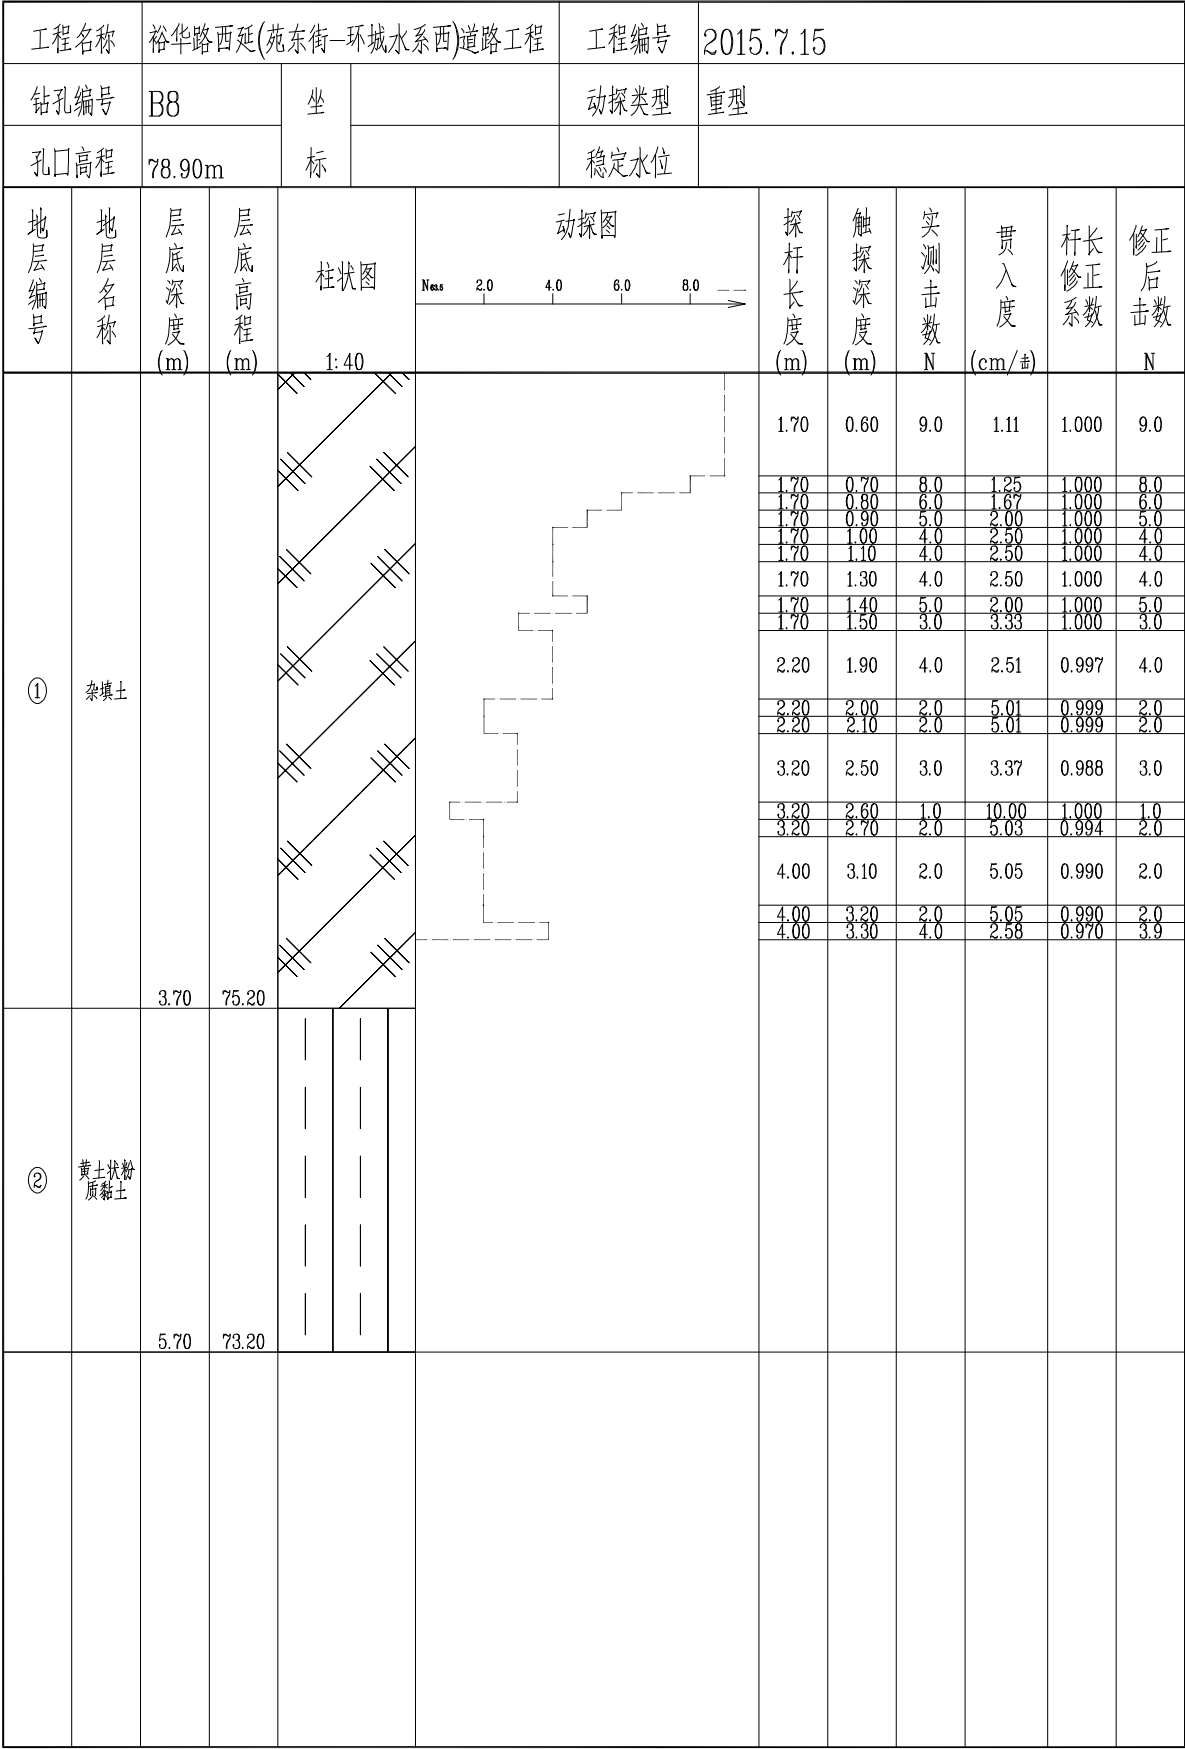 工程名称 裕华路西延(苑东街-环城水系西)道路工程 工程编号 2015.7.15
钻孔编号 B8 坐标 动探类型 重型
孔口高程 78.90m 稳定水位
地层编号 地层名称 层底深度(m) 层底高程(m) 柱状图 1:40 动探图 探杆长度(m) 触探深度(m) 实测击数N 贯入度(cm/击) 杆长修正系数 修正后击数N
N63.5 2.0 4.0 6.0 8.0
1.70 0.60 9.0 1.11 1.000 9.0
1.70 0.70 8.0 1.25 1.000 8.0
1.70 0.80 6.0 1.67 1.000 6.0
1.70 0.90 5.0 2.00 1.000 5.0
1.70 1.00 4.0 2.50 1.000 4.0
1.70 1.10 4.0 2.50 1.000 4.0
1.70 1.30 4.0 2.50 1.000 4.0
1.70 1.40 5.0 2.00 1.000 5.0
1.70 1.50 3.0 3.33 1.000 3.0
2.20 1.90 4.0 2.51 0.997 4.0
① 杂填土
2.20 2.00 2.0 5.01 0.999 2.0
2.20 2.10 2.0 5.01 0.999 2.0
3.20 2.50 3.0 3.37 0.988 3.0
3.20 2.60 1.0 10.00 1.000 1.0
3.20 2.70 2.0 5.03 0.994 2.0
4.00 3.10 2.0 5.05 0.990 2.0
4.00 3.20 2.0 5.05 0.990 2.0
4.00 3.30 4.0 2.58 0.970 3.9
3.70 75.20
② 黄土状粉
质黏土
5.70 73.20